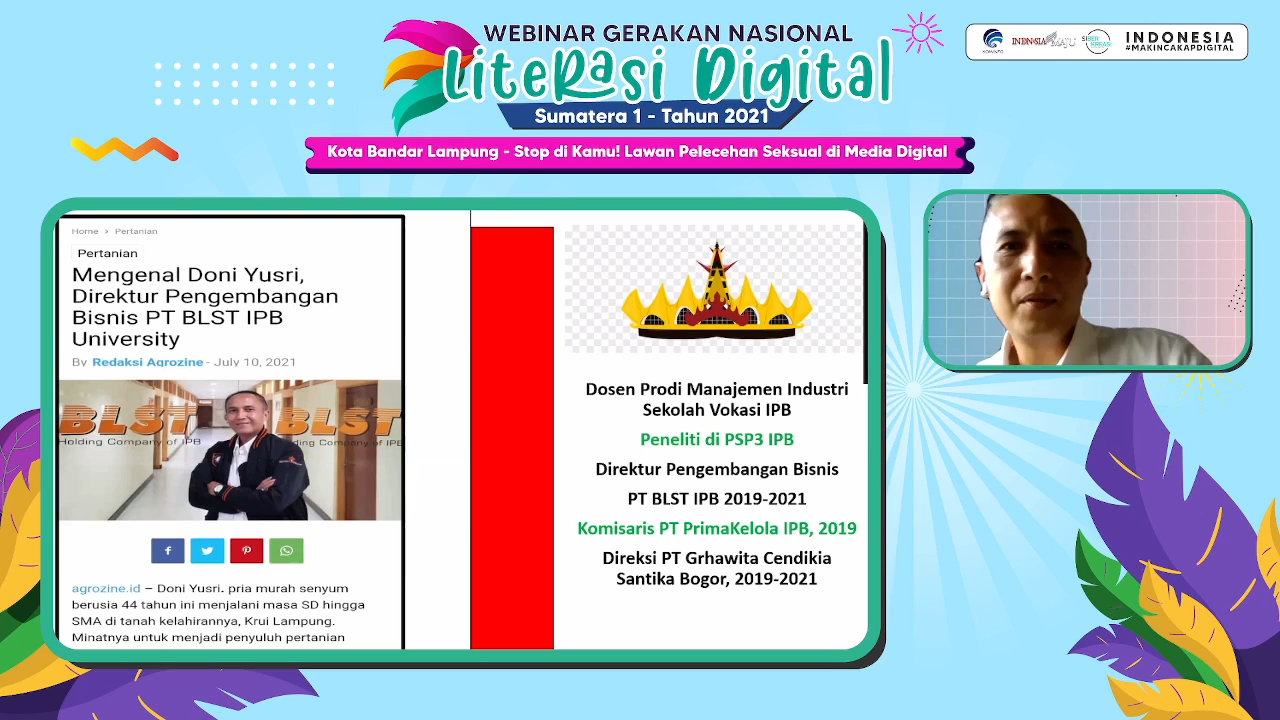 WEBINAR GERAKAN NASIONAL
Literasi Digital
Sumatera 1 - Tahun 2021
Kota Bandar Lampung - Stop di Kamu! Lawan Pelecehan Seksual di Media Digital
KOMINFO
INDONESIA MAJU
SIBER KREASI
INDONESIA
#MAKINCAKAPDIGITAL
Home > Pertanian
Pertanian
Mengenal Doni Yusri,
Direktur Pengembangan
Bisnis PT BLST IPB
University
By Redaksi Agrozine - July 10, 2021
BLST
Holding Company of IPB
BLST
Holding Company of IPB
agrozine.id – Doni Yusri. pria murah senyum
berusia 44 tahun ini menjalani masa SD hingga
SMA di tanah kelahirannya, Krui Lampung.
Minatnya untuk menjadi penyuluh pertanian
Dosen Prodi Manajemen Industri
Sekolah Vokasi IPB
Peneliti di PSP3 IPB
Direktur Pengembangan Bisnis
PT BLST IPB 2019-2021
Komisaris PT PrimaKelola IPB, 2019
Direksi PT Grhawita Cendikia
Santika Bogor, 2019-2021